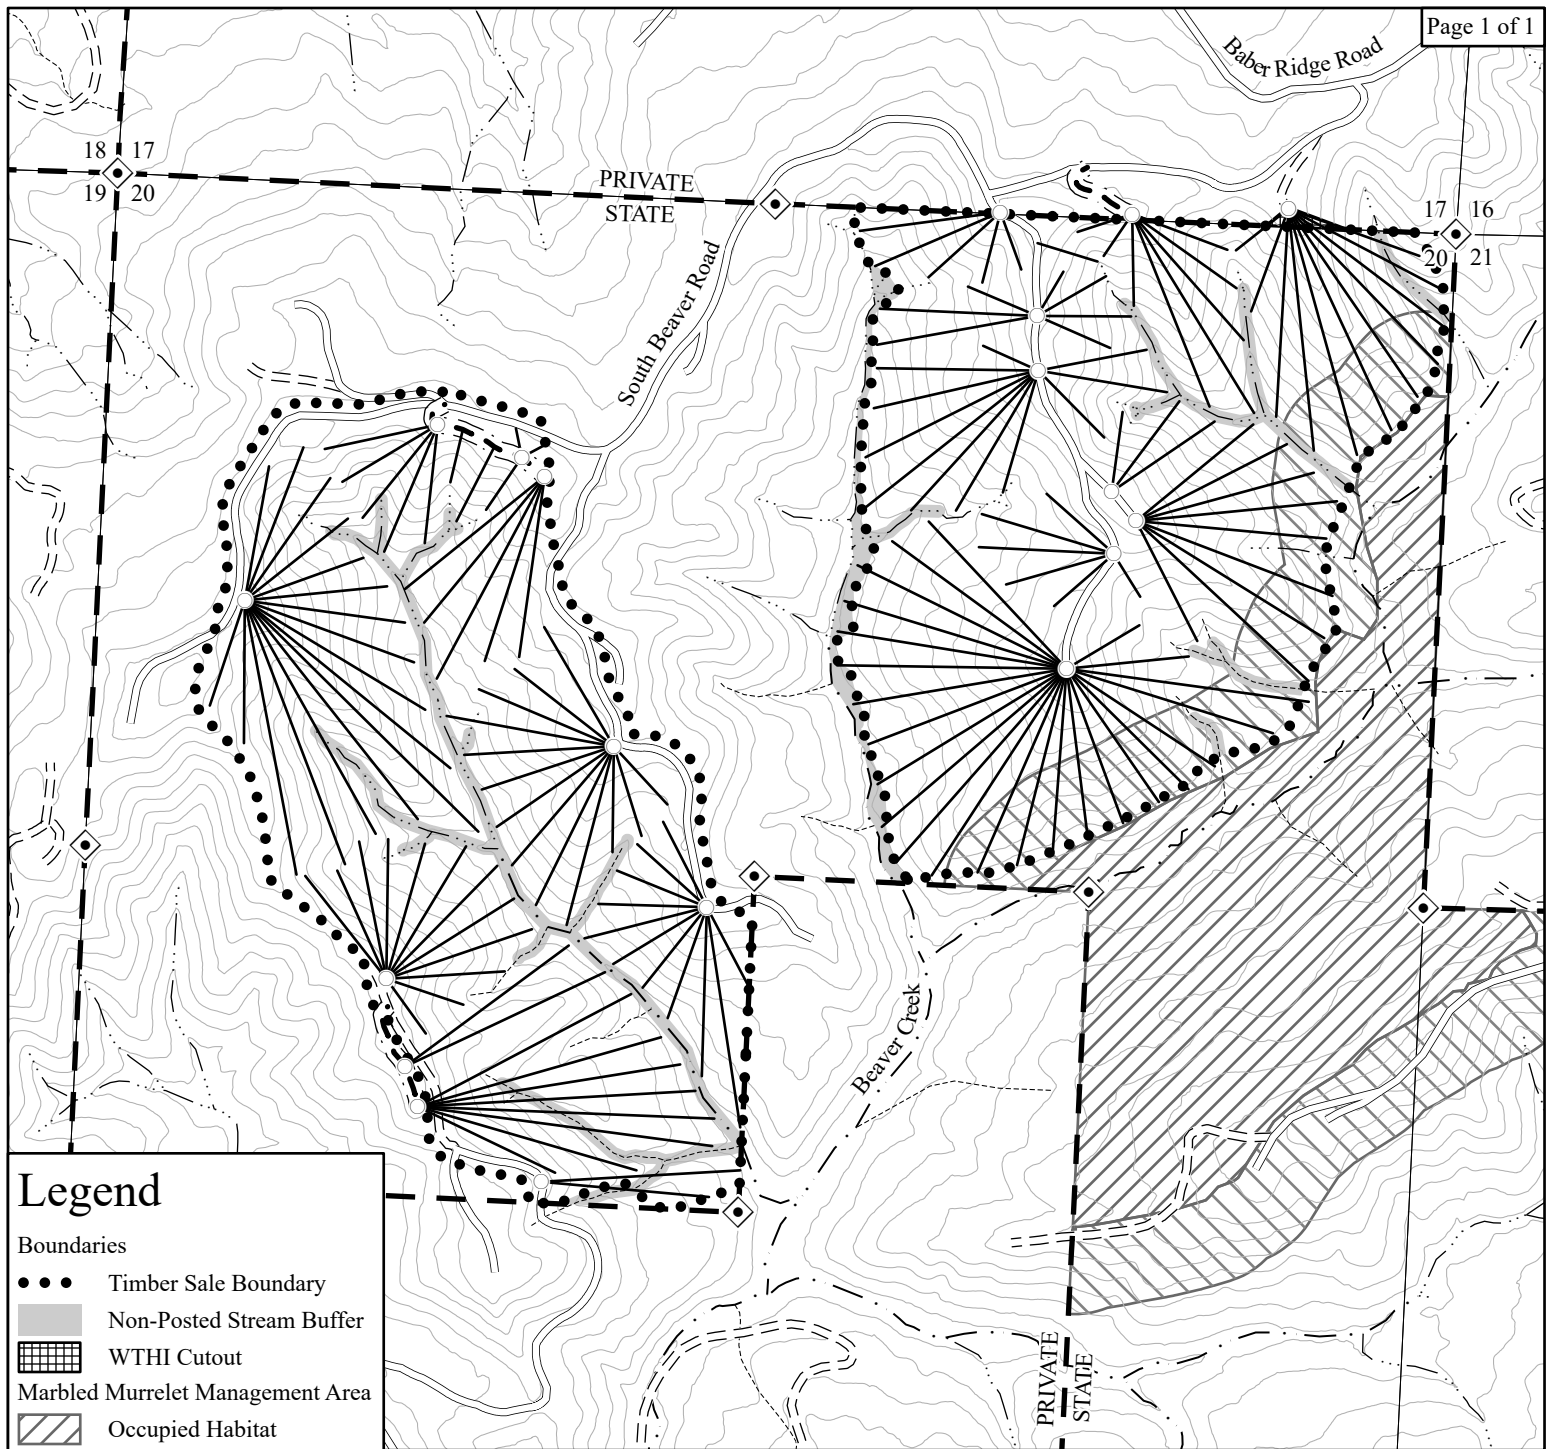 Page 1 of 1
Baber Ridge Road
18 17
19 20
PRIVATE
STATE
17 16
20 21
South Beaver Road
Beaver Creek
PRIVATE
STATE
Legend
Boundaries
Timber Sale Boundary
Non-Posted Stream Buffer
WTHI Cutout
Marbled Murrelet Management Area
Occupied Habitat